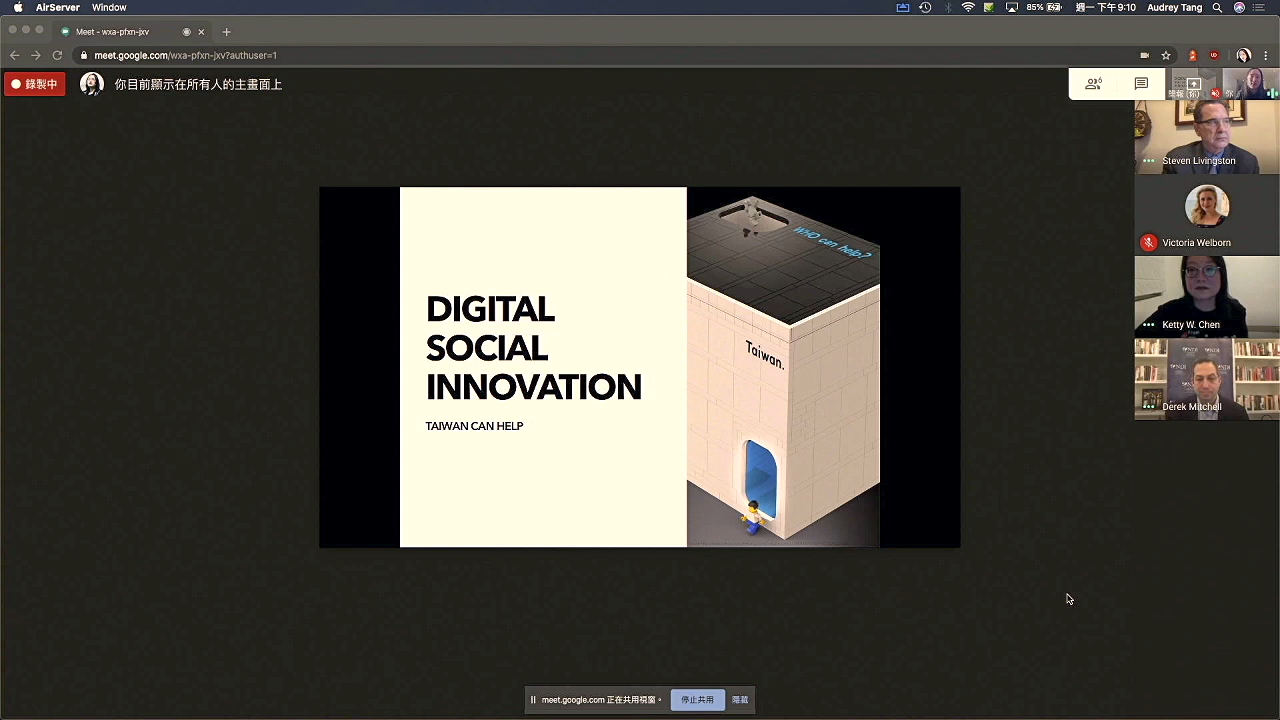 AirServer Window
85% 週一 下午 9:10 Audrey Tang
Meet - wxa-pfxn-jxv
meet.google.com/wxa-pfxn-jxv?authuser=1
錄製中
你目前顯示在所有人的主畫面上
6
你
Steven Livingston
Victoria Welborn
Ketty W. Chen
Derek Mitchell
DIGITAL
SOCIAL
INNOVATION
TAIWAN CAN HELP
WHO can help?
Taiwan.
meet.google.com 正在共用視窗。 停止共用 隱藏